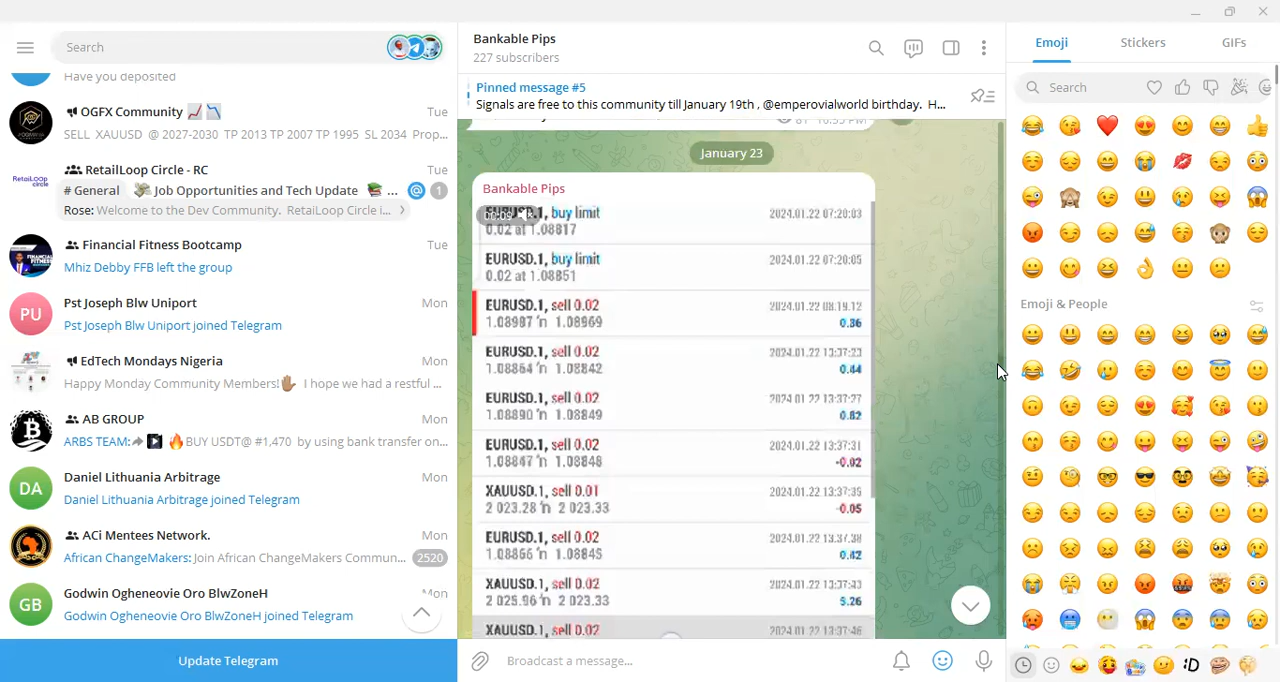 Search
Have you deposited
OGFX Community 📈 📉
Tue
SELL XAUUSD @ 2027-2030 TP 2013 TP 2007 TP 1995 SL 2034 Prop...
RetailLoop Circle - RC
Tue
RetailLoop
circle
# General 💸 Job Opportunities and Tech Update 📚 ...
@ 1
Rose: Welcome to the Dev Community. RetaiLoop Circle i...
Financial Fitness Bootcamp
Tue
Mhiz Debby FFB left the group
PU
Pst Joseph Blw Uniport
Mon
Pst Joseph Blw Uniport joined Telegram
EdTech Mondays Nigeria
Mon
Happy Monday Community Members!✋🏽 I hope we had a restful ...
AB GROUP
Mon
ARBS TEAM: 🔥BUY USDT@ #1,470 by using bank transfer on...
DA
Daniel Lithuania Arbitrage
Mon
Daniel Lithuania Arbitrage joined Telegram
ACi Mentees Network.
Mon
African ChangeMakers: Join African ChangeMakers Commun...
2520
GB
Godwin Ogheneovie Oro BlwZoneH
Mon
Godwin Ogheneovie Oro BlwZoneH joined Telegram
Update Telegram
Bankable Pips
227 subscribers
Pinned message #5
Signals are free to this community till January 19th , @emperovialworld birthday. H...
January 23
Bankable Pips
EURUSD.1, buy limit
2024.01.22 07:20:03
0.02 at 1.08817
EURUSD.1, buy limit
2024.01.22 07:20:05
0.02 at 1.08851
EURUSD.1, sell 0.02
2024.01.22 08:19:12
1.08987 'n 1.08969
0.36
EURUSD.1, sell 0.02
2024.01.22 13:37:23
1.08864 'n 1.08842
0.44
EURUSD.1, sell 0.02
2024.01.22 13:37:27
1.08890 'n 1.08849
0.82
EURUSD.1, sell 0.02
2024.01.22 13:37:31
1.08847 'n 1.08848
-0.02
XAUUSD.1, sell 0.01
2024.01.22 13:37:35
2 023.28 'n 2 023.33
-0.05
EURUSD.1, sell 0.02
2024.01.22 13:37:38
1.08866 'n 1.08845
0.42
XAUUSD.1, sell 0.02
2024.01.22 13:37:43
2 025.96 'n 2 023.33
5.26
XAUUSD.1, sell 0.02
2024.01.22 13:37:46
Broadcast a message...
Emoji
Stickers
GIFs
Search
Emoji & People